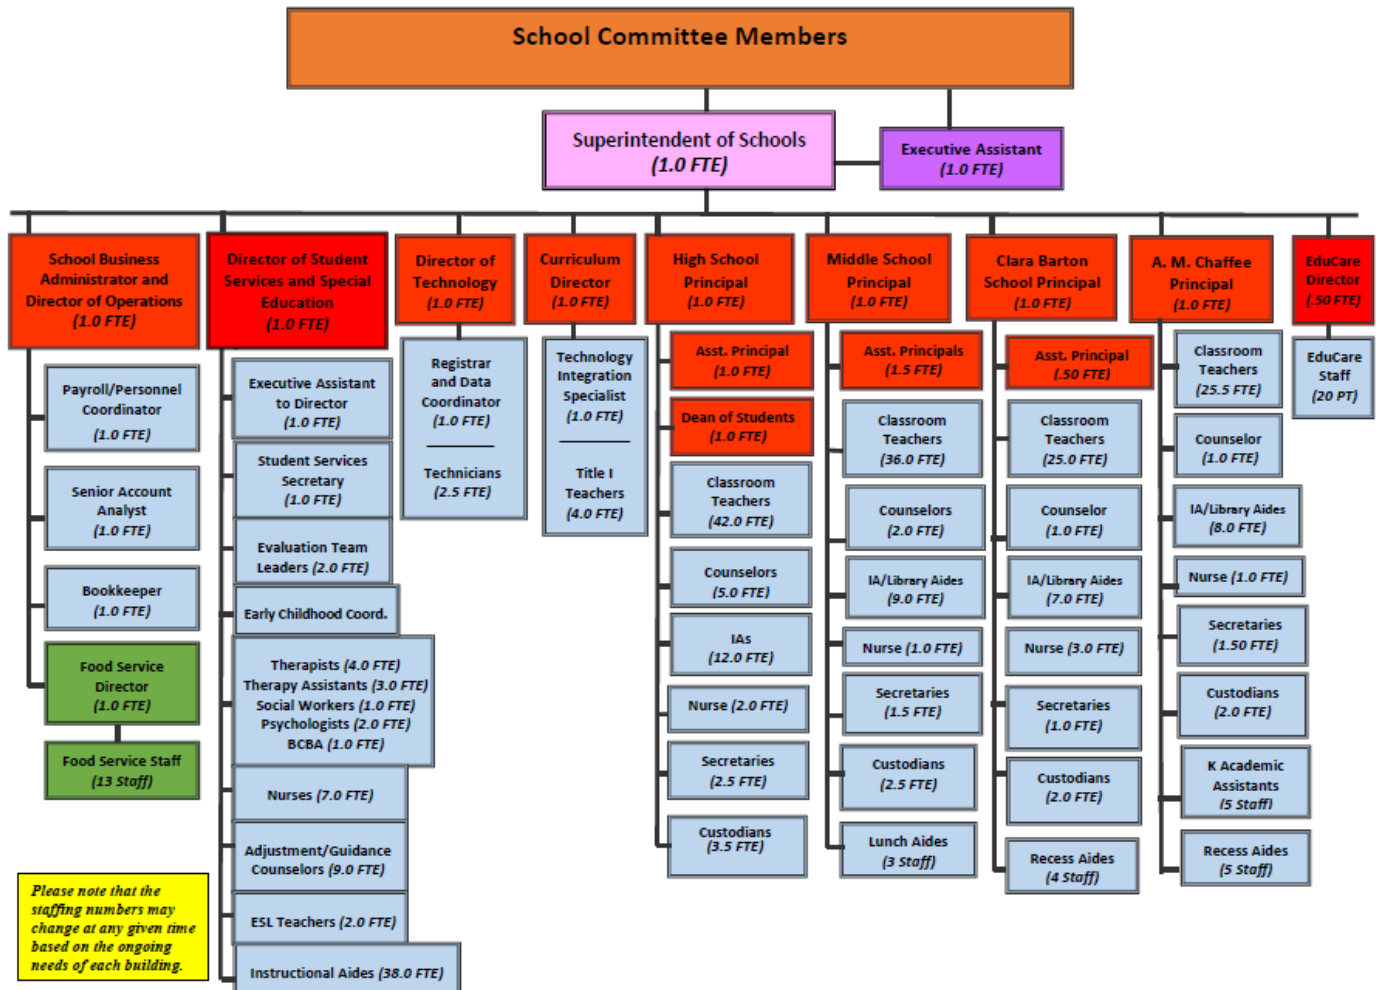 School Committee Members
Superintendent of Schools
(1.0 FTE)
Executive Assistant
(1.0 FTE)
School Business
Administrator and
Director of Operations
(1.0 FTE)
Payroll/Personnel
Coordinator
(1.0 FTE)
Senior Account
Analyst
(1.0 FTE)
Bookkeeper
(1.0 FTE)
Food Service
Director
(1.0 FTE)
Food Service Staff
(13 Staff)
Director of Student
Services and Special
Education
(1.0 FTE)
Executive Assistant
to Director
(1.0 FTE)
Student Services
Secretary
(1.0 FTE)
Evaluation Team
Leaders (2.0 FTE)
Early Childhood Coord.
Therapists (4.0 FTE)
Therapy Assistants (3.0 FTE)
Social Workers (1.0 FTE)
Psychologists (2.0 FTE)
BCBA (1.0 FTE)
Nurses (7.0 FTE)
Adjustment/Guidance
Counselors (9.0 FTE)
ESL Teachers (2.0 FTE)
Instructional Aides (38.0 FTE)
Director of
Technology
(1.0 FTE)
Registrar
and Data
Coordinator
(1.0 FTE)
Technicians
(2.5 FTE)
Curriculum
Director
(1.0 FTE)
Technology
Integration
Specialist
(1.0 FTE)
Title I
Teachers
(4.0 FTE)
High School
Principal
(1.0 FTE)
Asst. Principal
(1.0 FTE)
Dean of Students
(1.0 FTE)
Classroom
Teachers
(42.0 FTE)
Counselors
(5.0 FTE)
IAs
(12.0 FTE)
Nurse (2.0 FTE)
Secretaries
(2.5 FTE)
Custodians
(3.5 FTE)
Middle School
Principal
(1.0 FTE)
Asst. Principals
(1.5 FTE)
Classroom
Teachers
(36.0 FTE)
Counselors
(2.0 FTE)
IA/Library Aides
(9.0 FTE)
Nurse (1.0 FTE)
Secretaries
(1.5 FTE)
Custodians
(2.5 FTE)
Lunch Aides
(3 Staff)
Clara Barton
School Principal
(1.0 FTE)
Asst. Principal
(.50 FTE)
Classroom
Teachers
(25.0 FTE)
Counselor
(1.0 FTE)
IA/Library Aides
(7.0 FTE)
Nurse (3.0 FTE)
Secretaries
(1.0 FTE)
Custodians
(2.0 FTE)
Recess Aides
(4 Staff)
A. M. Chaffee
Principal
(1.0 FTE)
Classroom
Teachers
(25.5 FTE)
Counselor
(1.0 FTE)
IA/Library Aides
(8.0 FTE)
Nurse (1.0 FTE)
Secretaries
(1.50 FTE)
Custodians
(2.0 FTE)
K Academic
Assistants
(5 Staff)
Recess Aides
(5 Staff)
EduCare
Director
(.50 FTE)
EduCare
Staff
(20 PT)
Please note that the
staffing numbers may
change at any given time
based on the ongoing
needs of each building.